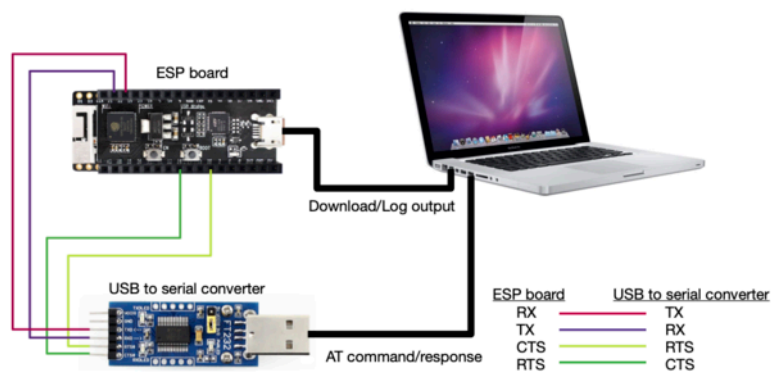 ESP board
Download/Log output
USB to serial converter
FT232
AT command/response
ESP board USB to serial converter
RX TX
TX RX
CTS RTS
RTS CTS